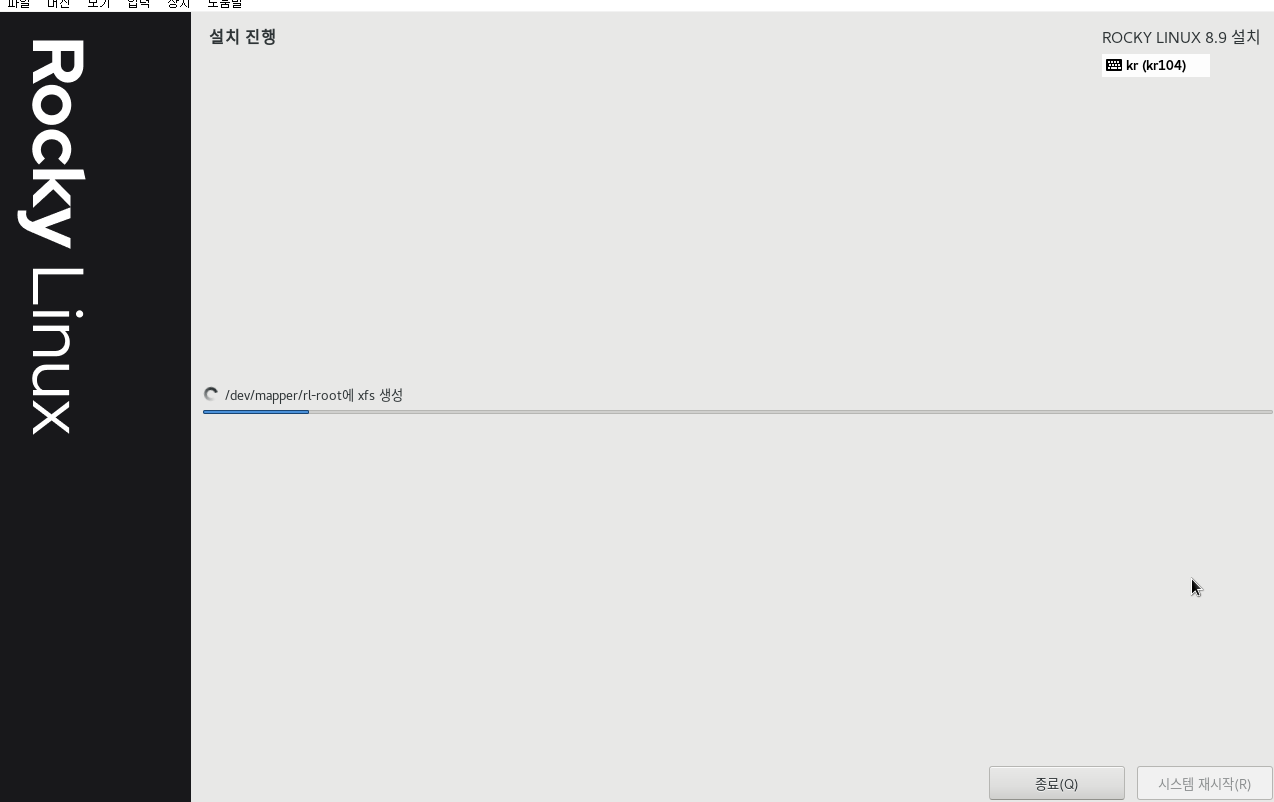 파일 머신 보기 입력 장치 도움말
Rocky Linux
설치 진행
ROCKY LINUX 8.9 설치
kr (kr104)
/dev/mapper/rl-root에 xfs 생성
종료(Q)
시스템 재시작(R)